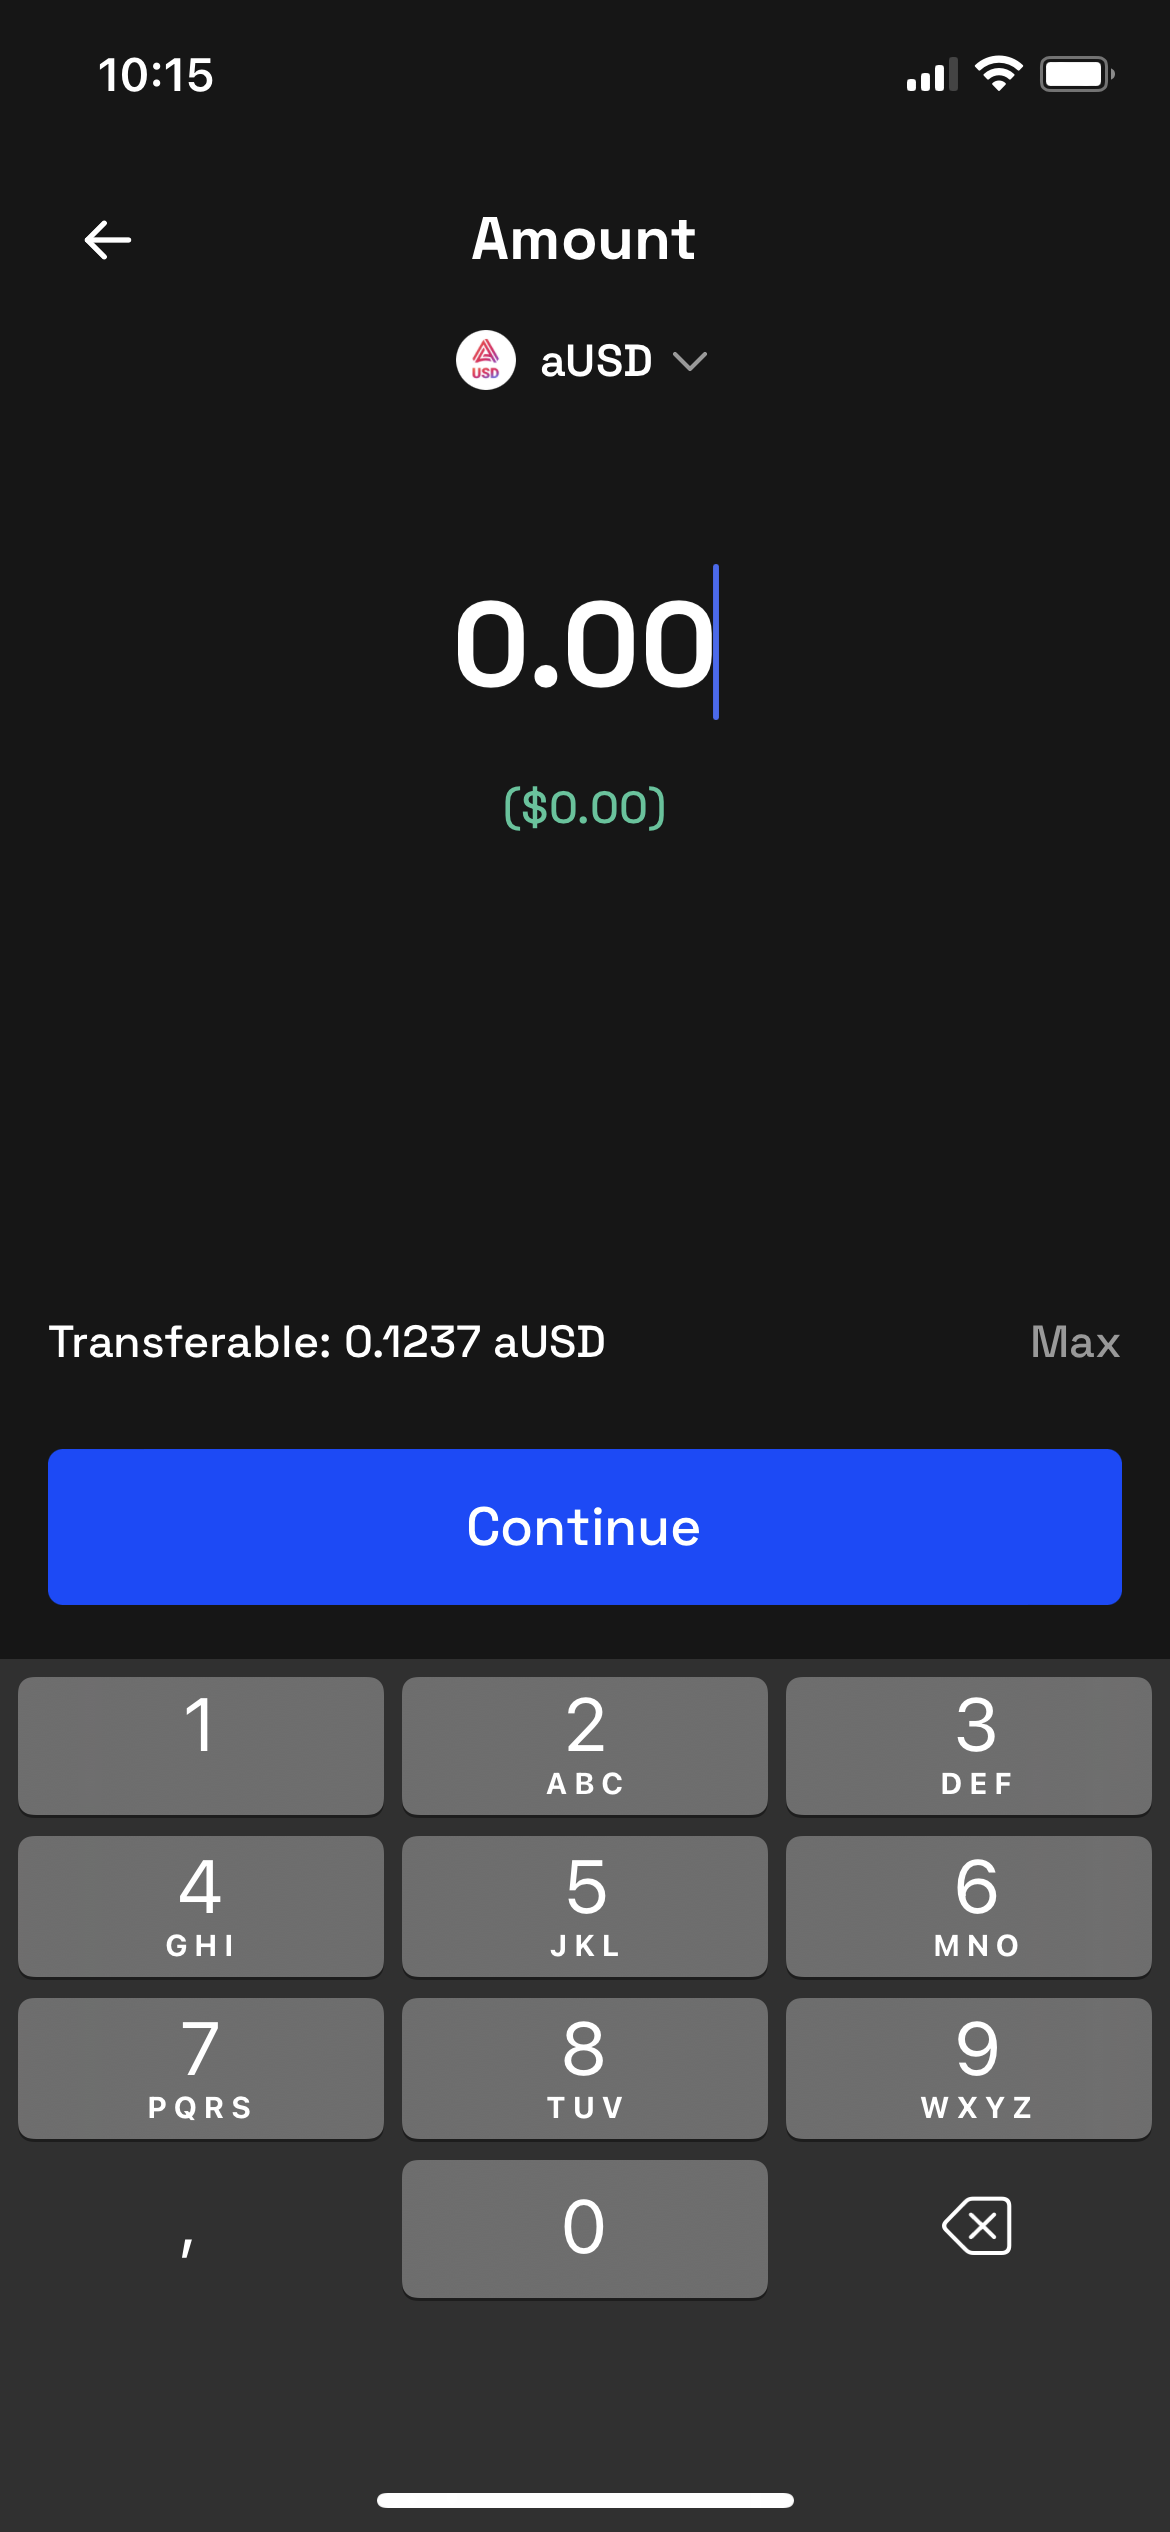 10:15
Amount
USD
aUSD
0.00
($0.00)
Transferable: 0.1237 aUSD
Max
Continue
1
2
ABC
3
DEF
4
GHI
5
JKL
6
MNO
7
PQRS
8
TUV
9
WXYZ
,
0